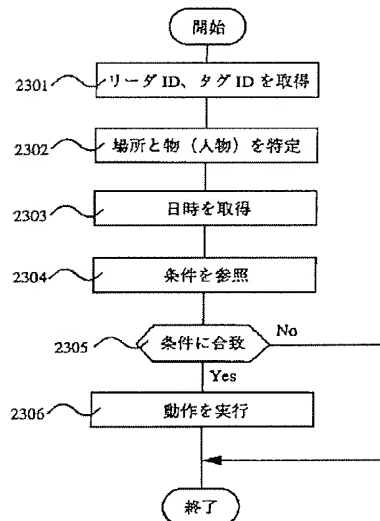 開始
2301
リーダID、タグIDを取得
2302
場所と物（人物）を特定
2303
日時を取得
2304
条件を参照
2305
条件に合致
No
Yes
2306
動作を実行
終了